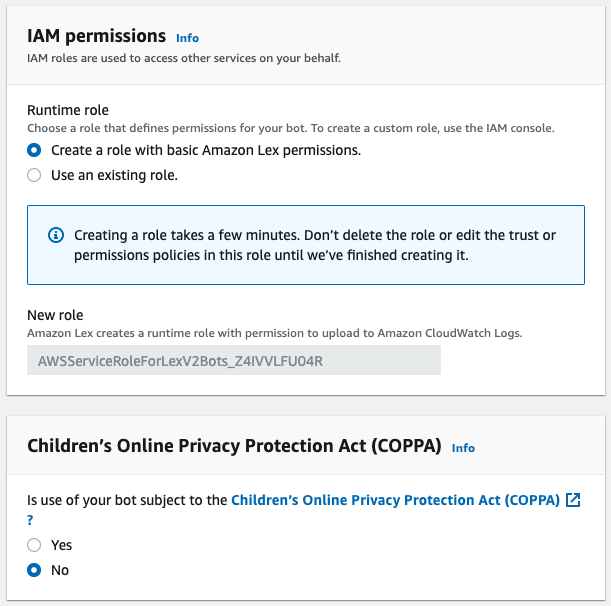 IAM permissions Info
IAM roles are used to access other services on your behalf.
Runtime role
Choose a role that defines permissions for your bot. To create a custom role, use the IAM console.
Create a role with basic Amazon Lex permissions.
Use an existing role.
Creating a role takes a few minutes. Don’t delete the role or edit the trust or
permissions policies in this role until we’ve finished creating it.
New role
Amazon Lex creates a runtime role with permission to upload to Amazon CloudWatch Logs.
AWSServiceRoleForLexV2Bots_Z4IVVLFU04R
Children’s Online Privacy Protection Act (COPPA) Info
Is use of your bot subject to the Children’s Online Privacy Protection Act (COPPA)
?
Yes
No